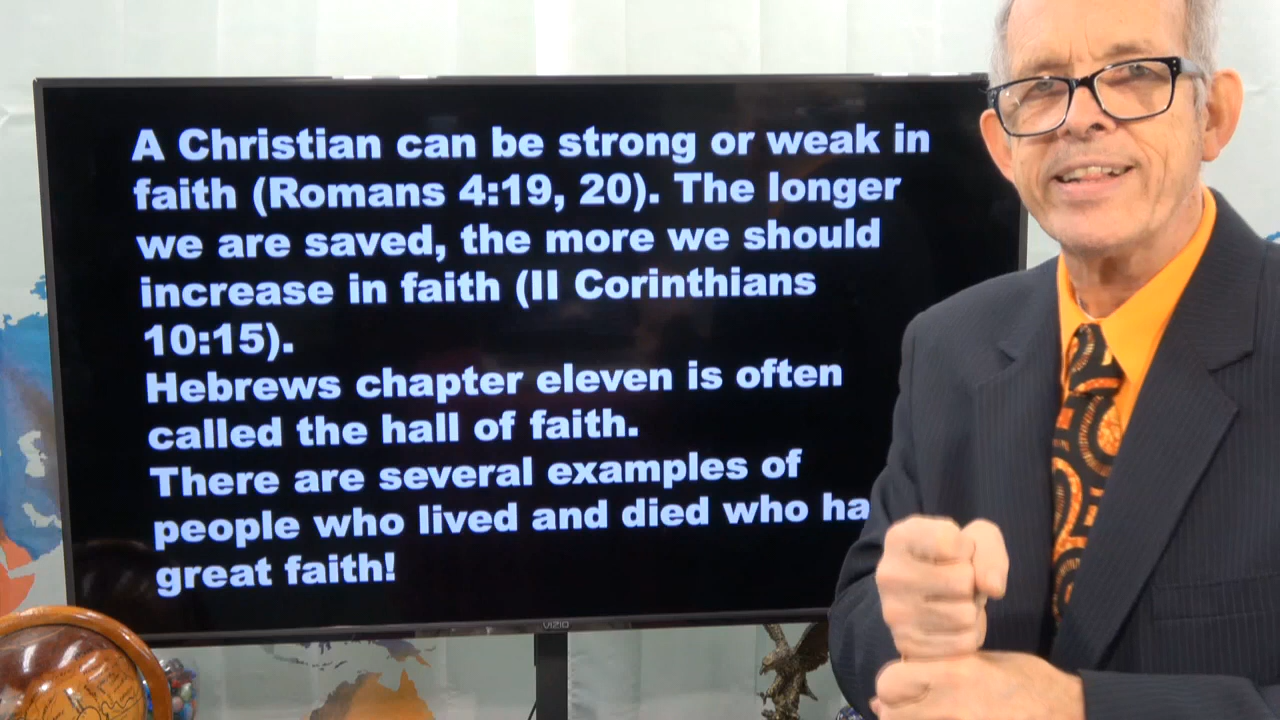 A Christian can be strong or weak in
faith (Romans 4:19, 20). The longer
we are saved, the more we should
increase in faith (II Corinthians
10:15).
Hebrews chapter eleven is often
called the hall of faith.
There are several examples of
people who lived and died who ha
great faith!
VIZIO